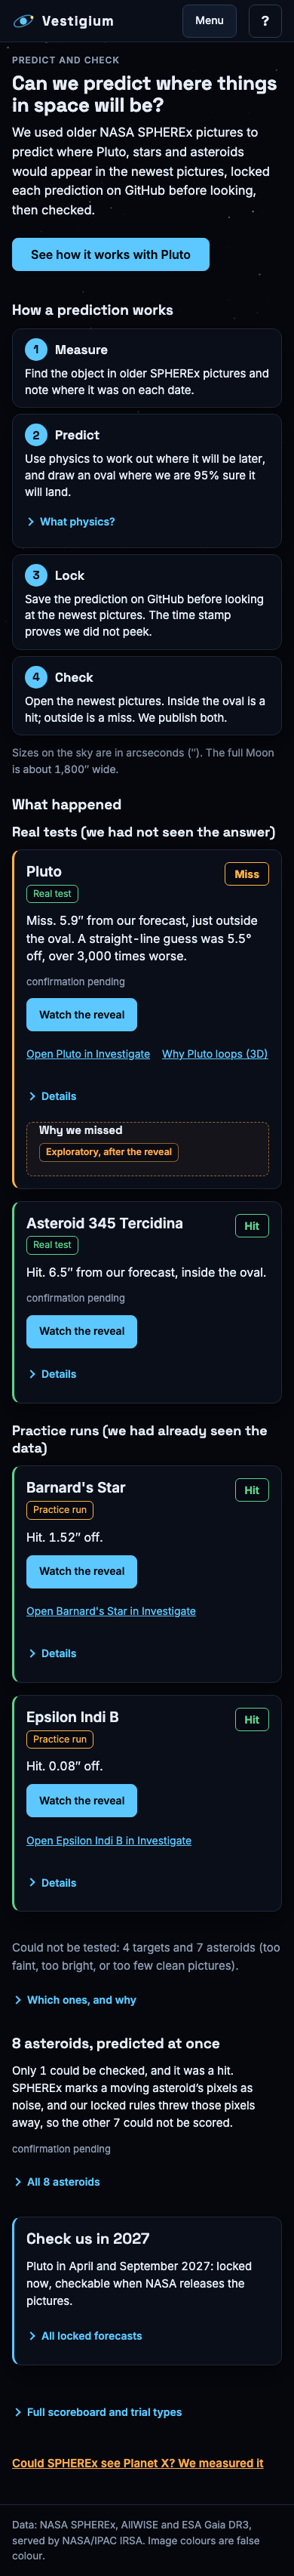 Vestigium
Menu
?
PREDICT AND CHECK
Can we predict where things
in space will be?
We used older NASA SPHEREx pictures to
predict where Pluto, stars and asteroids
would appear in the newest pictures, locked
each prediction on GitHub before looking,
then checked.
See how it works with Pluto
How a prediction works
1 Measure
Find the object in older SPHEREx pictures and
note where it was on each date.
2 Predict
Use physics to work out where it will be later,
and draw an oval where we are 95% sure it
will land.
What physics?
3 Lock
Save the prediction on GitHub before looking
at the newest pictures. The time stamp
proves we did not peek.
4 Check
Open the newest pictures. Inside the oval is a
hit; outside is a miss. We publish both.
Sizes on the sky are in arcseconds (″). The full Moon
is about 1,800″ wide.
What happened
Real tests (we had not seen the answer)
Pluto
Miss
Real test
Miss. 5.9″ from our forecast, just outside
the oval. A straight-line guess was 5.5°
off, over 3,000 times worse.
confirmation pending
Watch the reveal
Open Pluto in Investigate Why Pluto loops (3D)
Details
Why we missed
Exploratory, after the reveal
Asteroid 345 Tercidina
Hit
Real test
Hit. 6.5″ from our forecast, inside the oval.
confirmation pending
Watch the reveal
Details
Practice runs (we had already seen the
data)
Barnard's Star
Hit
Practice run
Hit. 1.52″ off.
Watch the reveal
Open Barnard's Star in Investigate
Details
Epsilon Indi B
Hit
Practice run
Hit. 0.08″ off.
Watch the reveal
Open Epsilon Indi B in Investigate
Details
Could not be tested: 4 targets and 7 asteroids (too
faint, too bright, or too few clean pictures).
Which ones, and why
8 asteroids, predicted at once
Only 1 could be checked, and it was a hit.
SPHEREx marks a moving asteroid's pixels as
noise, and our locked rules threw those pixels
away, so the other 7 could not be scored.
confirmation pending
All 8 asteroids
Check us in 2027
Pluto in April and September 2027: locked
now, checkable when NASA releases the
pictures.
All locked forecasts
Full scoreboard and trial types
Could SPHEREx see Planet X? We measured it
Data: NASA SPHEREx, AllWISE and ESA Gaia DR3,
served by NASA/IPAC IRSA. Image colours are false
colour.